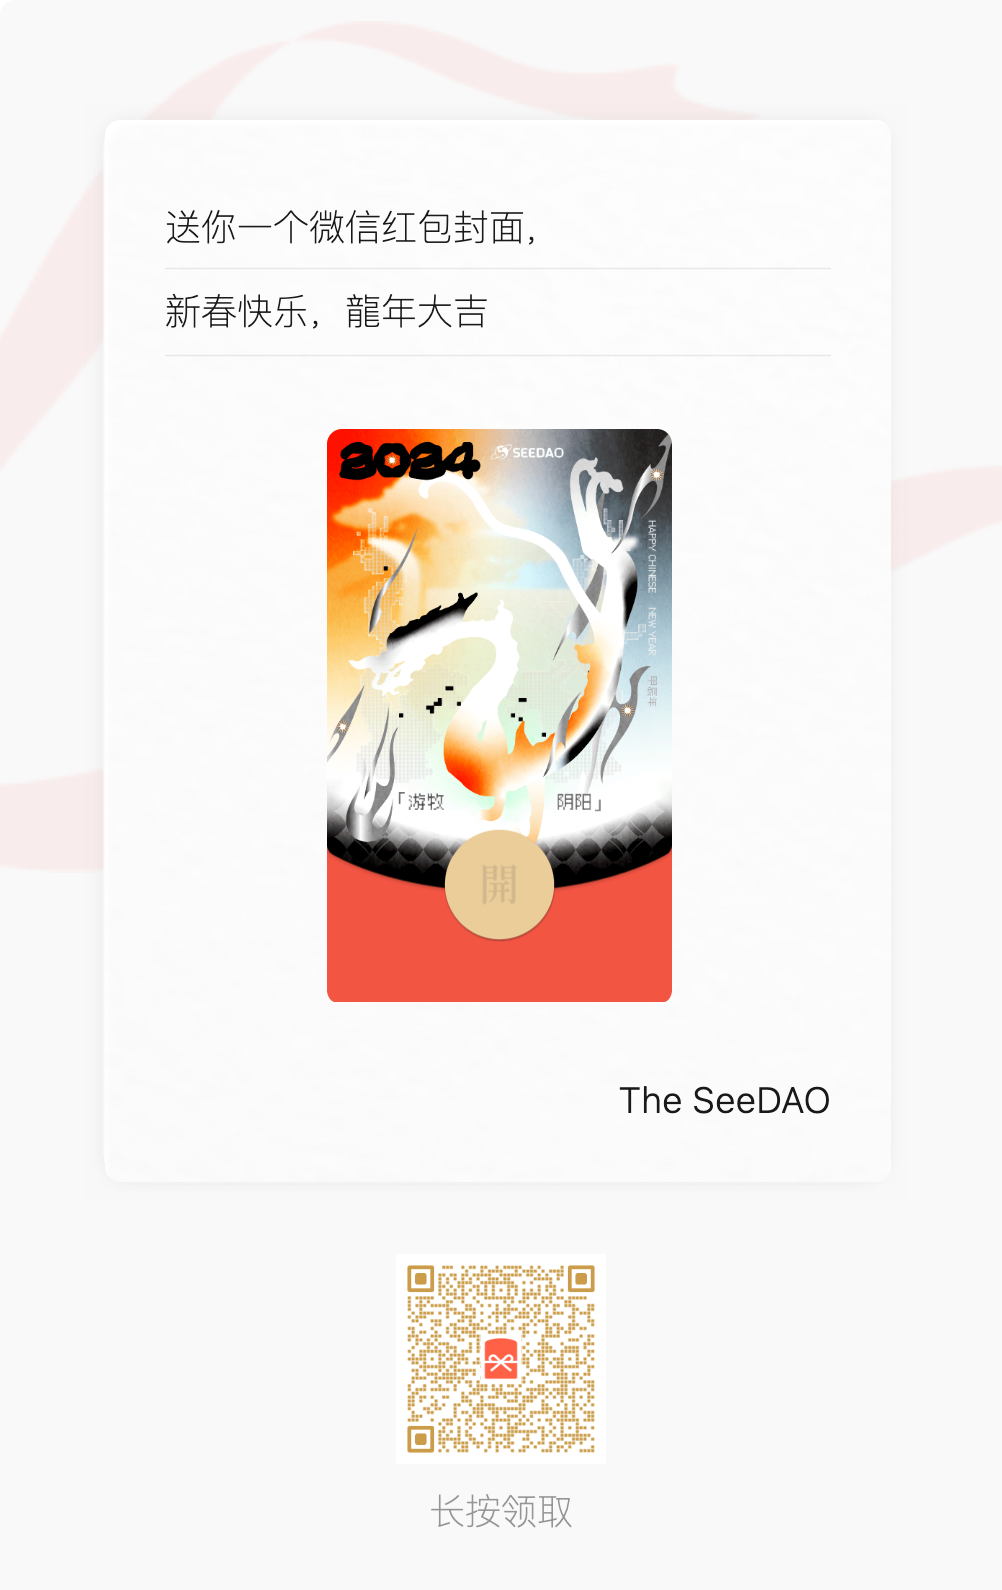 送你一个微信红包封面，
新春快乐，龍年大吉
2024
SEEDAO
HAPPY CHINESE NEW YEAR 甲辰年
「游牧 阴阳」
開
The SeeDAO
长按领取